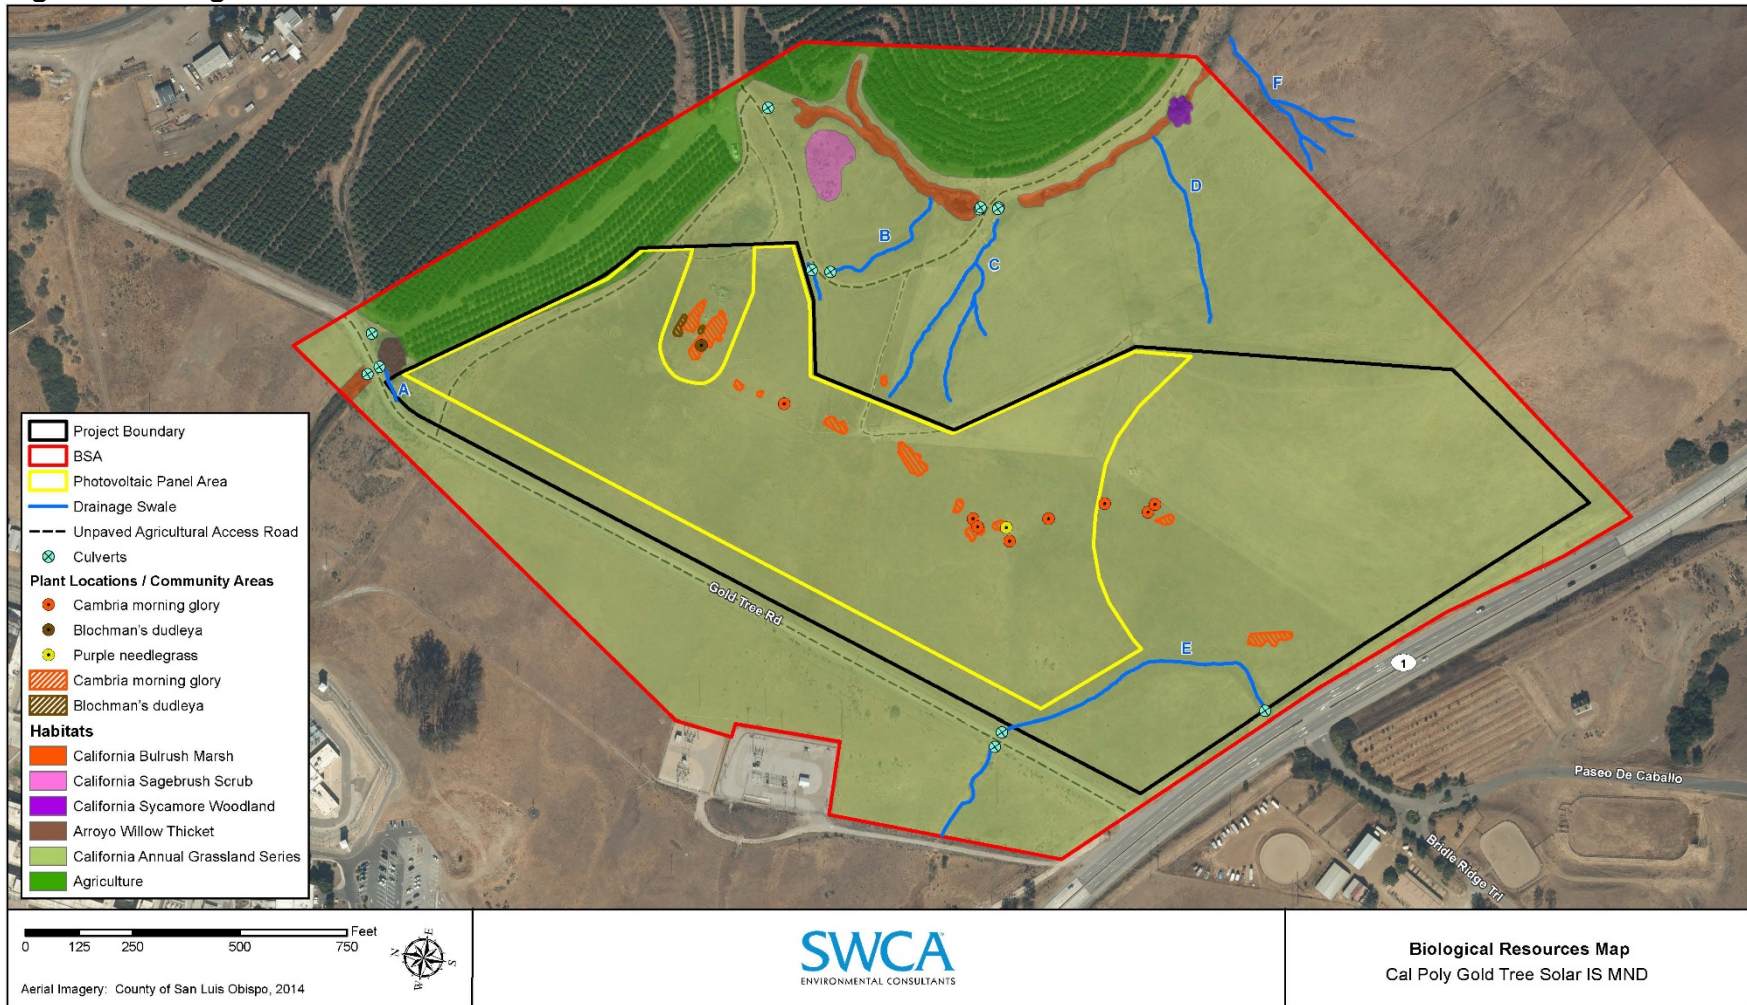 F
D
B
C
A
E
Gold Tree Rd
1
Paseo De Caballo
Bridle Ridge Trl
Project Boundary
BSA
Photovoltaic Panel Area
Drainage Swale
Unpaved Agricultural Access Road
Culverts
Plant Locations / Community Areas
Cambria morning glory
Blochman's dudleya
Purple needlegrass
Cambria morning glory
Blochman's dudleya
Habitats
California Bulrush Marsh
California Sagebrush Scrub
California Sycamore Woodland
Arroyo Willow Thicket
California Annual Grassland Series
Agriculture
Feet
0 125 250 500 750
N E
W S
Aerial Imagery: County of San Luis Obispo, 2014
SWCA
ENVIRONMENTAL CONSULTANTS
Biological Resources Map
Cal Poly Gold Tree Solar IS MND